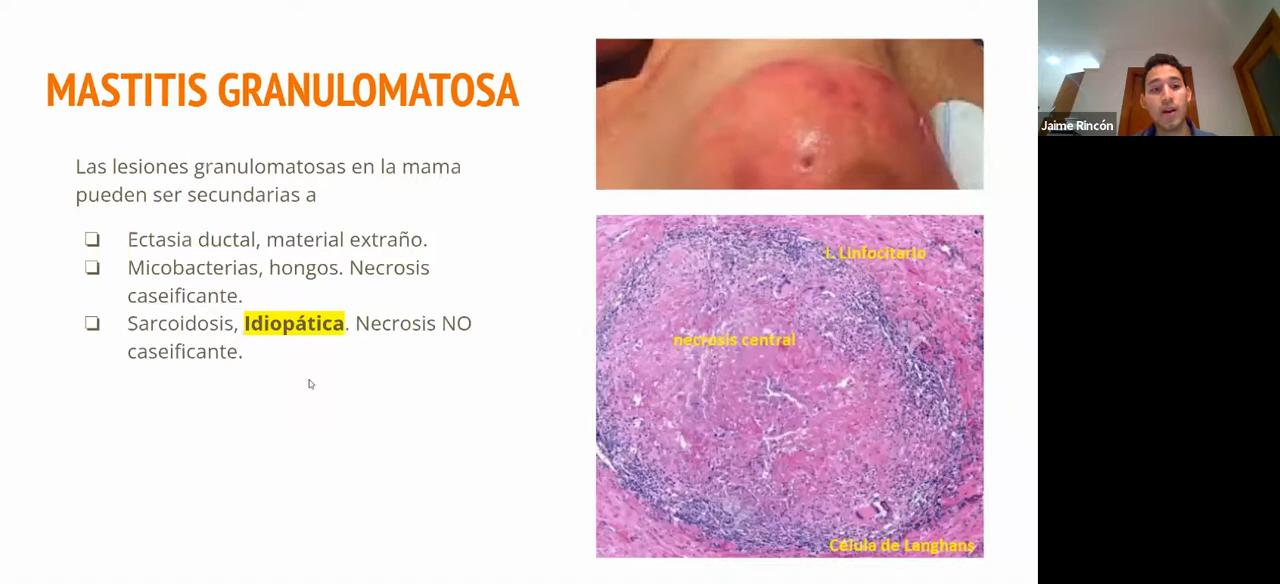 MASTITIS GRANULOMATOSA
Las lesiones granulomatosas en la mama
pueden ser secundarias a
❏ Ectasia ductal, material extraño.
❏ Micobacterias, hongos. Necrosis
caseificante.
❏ Sarcoidosis, Idiopática. Necrosis NO
caseificante.
I. Linfocitario
necrosis central
Célula de Langhans
Jaime Rincón